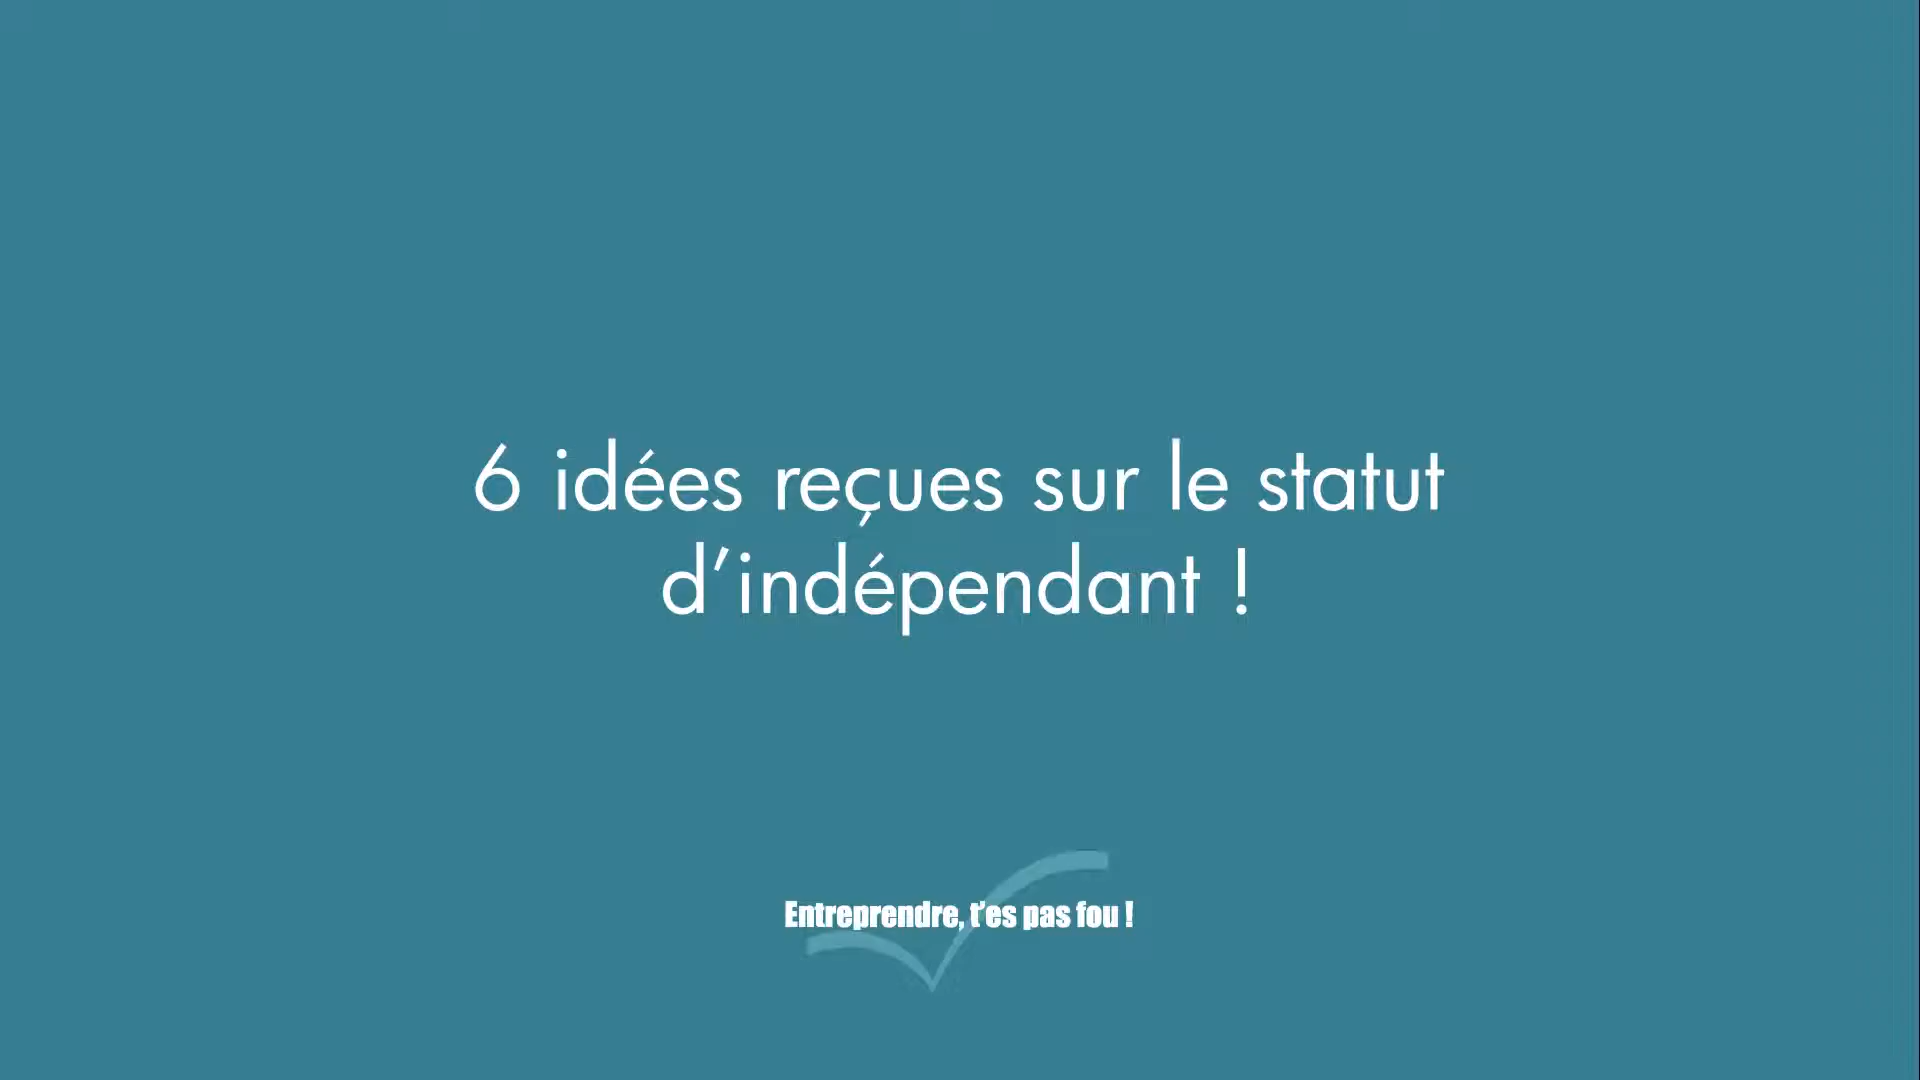 6 idées reçues sur le statut
d’indépendant !
Entreprendre, t'es pas fou !